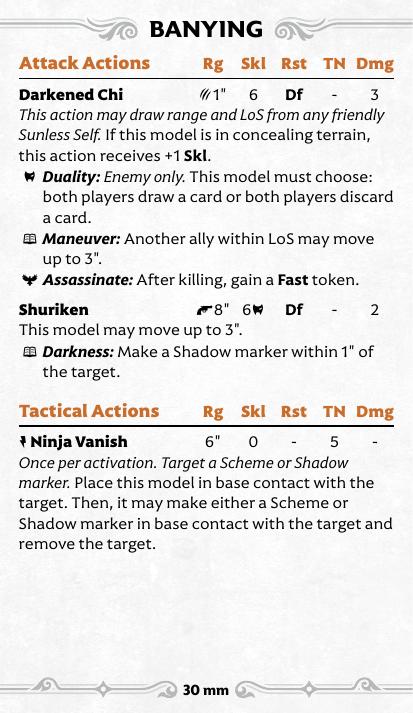 BANYING
Attack Actions Rg Skl Rst TN Dmg
Darkened Chi 1" 6 Df - 3
This action may draw range and LoS from any friendly
Sunless Self. If this model is in concealing terrain,
this action receives +1 Skl.
Duality: Enemy only. This model must choose:
both players draw a card or both players discard
a card.
Maneuver: Another ally within LoS may move
up to 3".
Assassinate: After killing, gain a Fast token.
Shuriken 8" 6 Df - 2
This model may move up to 3".
Darkness: Make a Shadow marker within 1" of
the target.
Tactical Actions Rg Skl Rst TN Dmg
Ninja Vanish 6" 0 - 5 -
Once per activation. Target a Scheme or Shadow
marker. Place this model in base contact with the
target. Then, it may make either a Scheme or
Shadow marker in base contact with the target and
remove the target.
30 mm